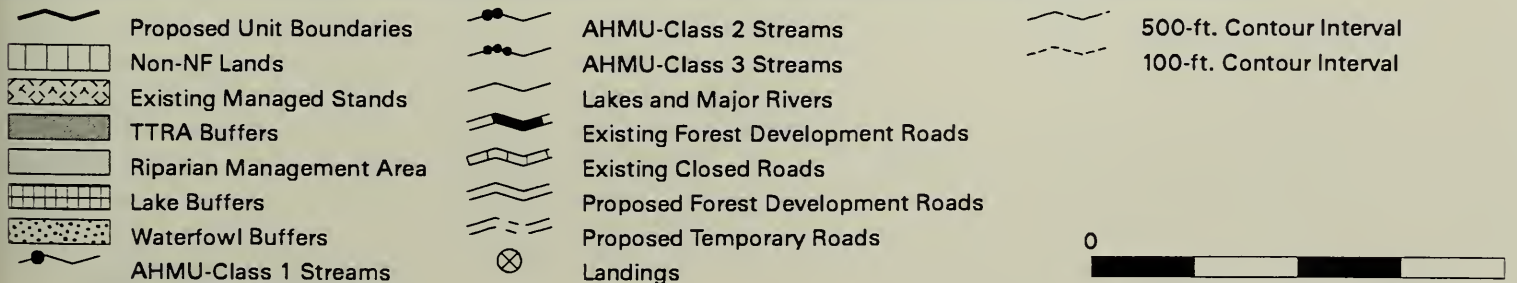 Proposed Unit Boundaries
Non-NF Lands
Existing Managed Stands
TTRA Buffers
Riparian Management Area
Lake Buffers
Waterfowl Buffers
AHMU-Class 1 Streams
AHMU-Class 2 Streams
AHMU-Class 3 Streams
Lakes and Major Rivers
Existing Forest Development Roads
Existing Closed Roads
Proposed Forest Development Roads
Proposed Temporary Roads
Landings
500-ft. Contour Interval
100-ft. Contour Interval
0